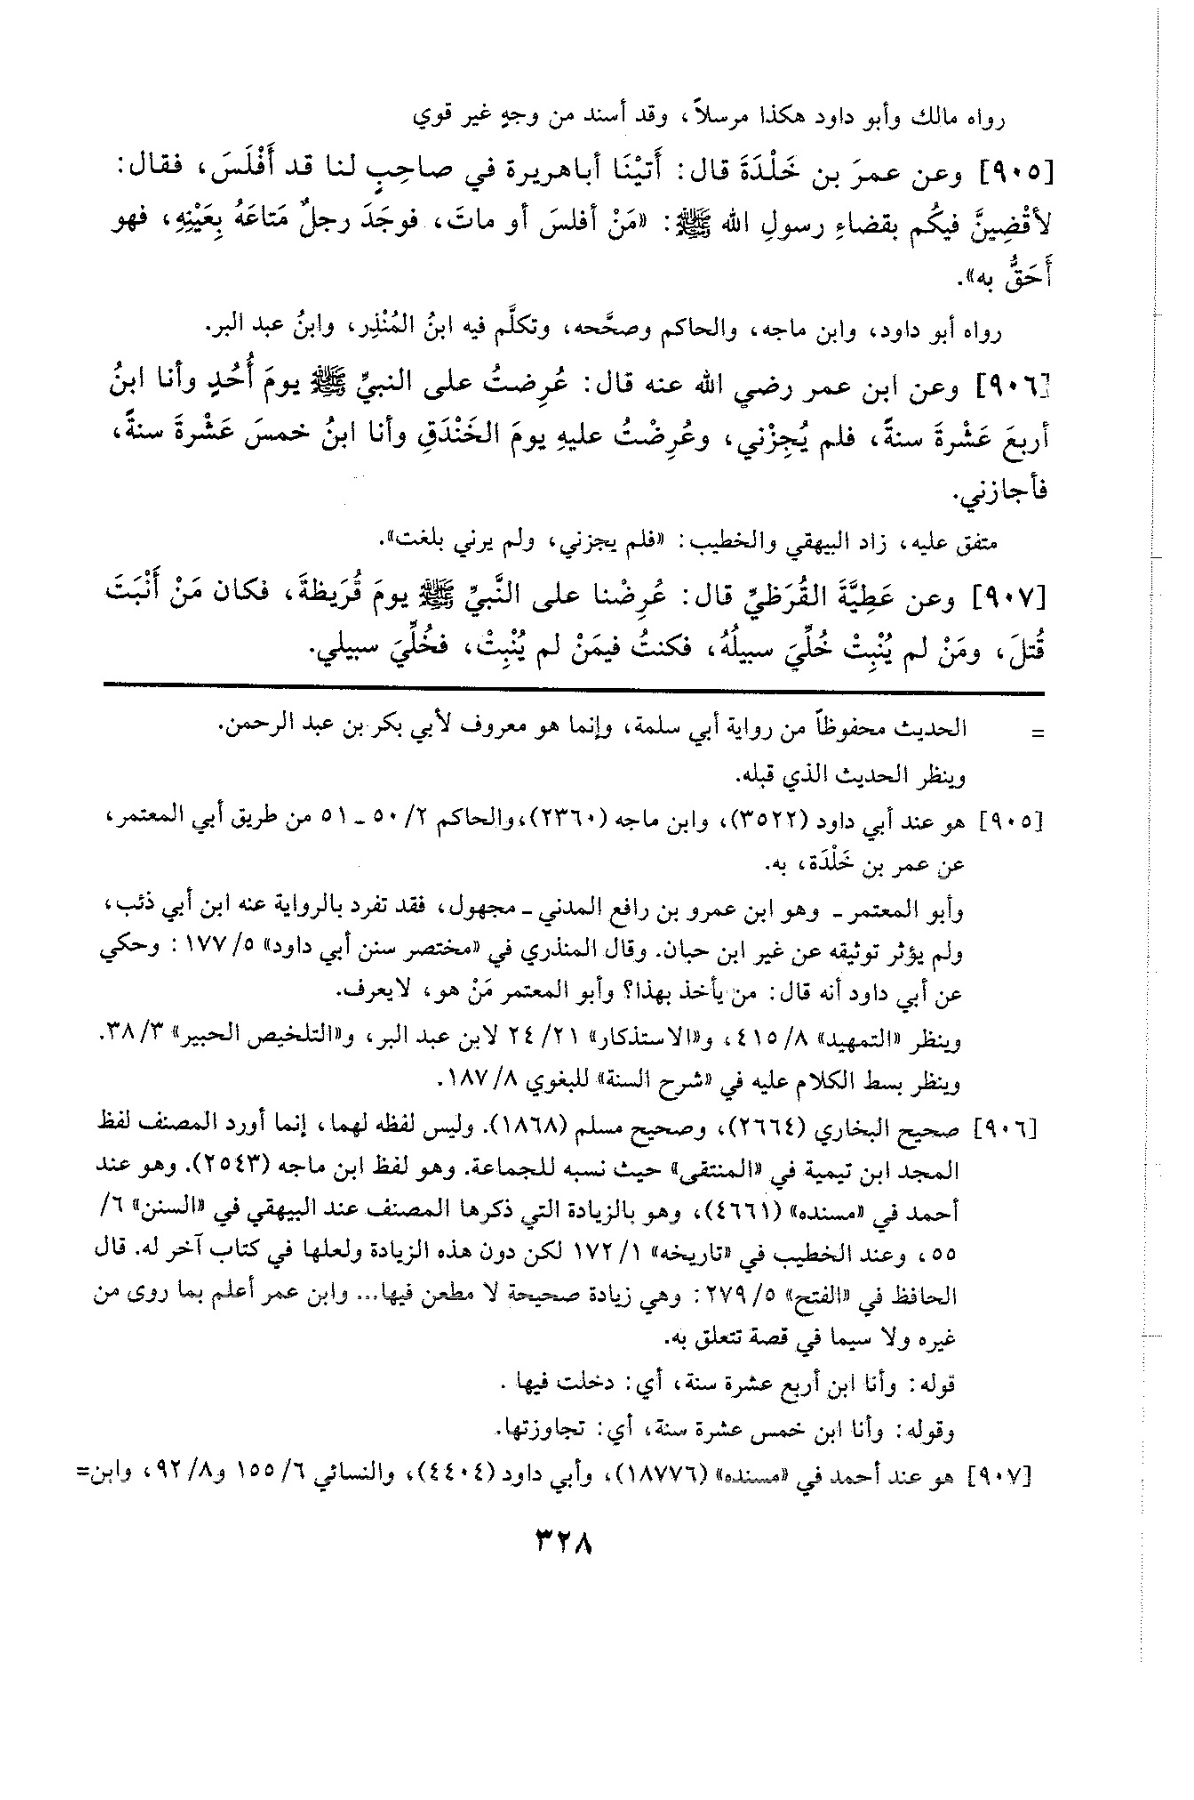 رواه مالك وأبو داود هكذا مرسلاً، وقد أسند من وجهٍ غير قوي
[٩٠٥] وعن عمرَ بن خَلْدَةَ قال: أَتيْنَا أباهريرة في صاحِبٍ لنا قد أَفْلَسَ، فقال:
لأقْضِينَّ فيكُم بقضاءِ رسولِ الله ﷺ: «مَنْ أفلسَ أو ماتَ، فوجَدَ رجلٌ مَتاعَهُ بِعَيْنِهِ، فهو
أَحَقُّ به».
رواه أبو داود، وابن ماجه، والحاكم وصحَّحه، وتكلَّم فيه ابنُ المُنْذِر، وابنُ عبد البر.
[٩٠٦] وعن ابن عمر رضي الله عنه قال: عُرِضتُ على النبيِّ ﷺ يومَ أُحُدٍ وأنا ابنُ
أربعَ عَشْرةَ سنةً، فلم يُجِزْني، وعُرِضْتُ عليهِ يومَ الخَنْدَقِ وأنا ابنُ خمسَ عَشْرةَ سنةً،
فأجازني.
متفق عليه، زاد البيهقي والخطيب: «فلم يجزني، ولم يرني بلغت».
[٩٠٧] وعن عَطِيَّةَ القُرَظيِّ قال: عُرِضْنا على النَّبيِّ ﷺ يومَ قُرَيظةَ، فكان مَنْ أَنْبَتَ
قُتلَ، ومَنْ لم يُنْبِتْ خُلِّيَ سبيلُهُ، فكنتُ فيمَنْ لم يُنْبِتْ، فخُلِّيَ سبيلي.
= الحديث محفوظاً من رواية أبي سلمة، وإنما هو معروف لأبي بكر بن عبد الرحمن.
وينظر الحديث الذي قبله.
[٩٠٥] هو عند أبي داود (٣٥٢٢)، وابن ماجه (٢٣٦٠)،والحاكم ٢/ ٥٠ ـ ٥١ من طريق أبي المعتمر،
عن عمر بن خَلْدَة، به.
وأبو المعتمر ـ وهو ابن عمرو بن رافع المدني ـ مجهول، فقد تفرد بالرواية عنه ابن أبي ذئب،
ولم يؤثر توثيقه عن غير ابن حبان. وقال المنذري في «مختصر سنن أبي داود» ٥/ ١٧٧: وحكي
عن أبي داود أنه قال: من يأخذ بهذا؟ وأبو المعتمر مَنْ هو، لايعرف.
وينظر «التمهيد» ٨/ ٤١٥، و«الاستذكار» ٢١/ ٢٤ لابن عبد البر، و«التلخيص الحبير» ٣/ ٣٨.
وينظر بسط الكلام عليه في «شرح السنة» للبغوي ٨/ ١٨٧.
[٩٠٦] صحيح البخاري (٢٦٦٤)، وصحيح مسلم (١٨٦٨). وليس لفظه لهما، إنما أورد المصنف لفظ
المجد ابن تيمية في «المنتقى» حيث نسبه للجماعة. وهو لفظ ابن ماجه (٢٥٤٣). وهو عند
أحمد في «مسنده» (٤٦٦١)، وهو بالزيادة التي ذكرها المصنف عند البيهقي في «السنن» ٦/
٥٥، وعند الخطيب في «تاريخه» ١/ ١٧٢ لكن دون هذه الزيادة ولعلها في كتاب آخر له. قال
الحافظ في «الفتح» ٥/ ٢٧٩: وهي زيادة صحيحة لا مطعن فيها... وابن عمر أعلم بما روى من
غيره ولا سيما في قصة تتعلق به.
قوله: وأنا ابن أربع عشرة سنة، أي: دخلت فيها .
وقوله: وأنا ابن خمس عشرة سنة، أي: تجاوزتها.
[٩٠٧] هو عند أحمد في «مسنده» (١٨٧٧٦)، وأبي داود (٤٤٠٤)، والنسائي ٦/ ١٥٥ و٨/ ٩٢، وابن=
٣٢٨